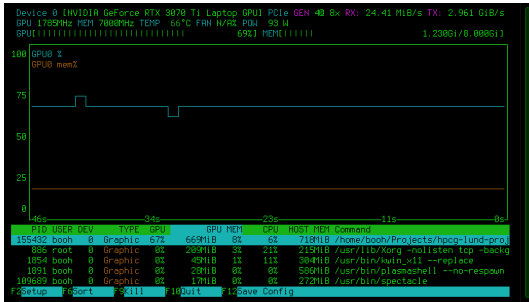 Device 0 [NVIDIA GeForce RTX 3070 Ti Laptop GPU] PCIe GEN 4@ 8x RX: 24.41 MiB/s TX: 2.961 GiB/s
GPU 1785MHz MEM 7000MHz TEMP 66°C FAN N/A% POW 93 W
GPU[||||||||||||||||||||||||||||| 69%] MEM[|||||| 1.230Gi/8.000Gi]
100 GPU0 %
GPU0 mem%
75
50
25
0
46s 34s 23s 11s 0s
PID USER DEV TYPE GPU GPU MEM CPU HOST MEM Command
155432 booh 0 Graphic 67% 669MiB 8% 6% 718MiB /home/booh/Projects/hpcg-lund-proj
886 root 0 Graphic 0% 209MiB 3% 21% 215MiB /usr/lib/Xorg -nolisten tcp -backg
1054 booh 0 Graphic 0% 45MiB 1% 11% 304MiB /usr/bin/kwin_x11 --replace
1091 booh 0 Graphic 0% 28MiB 0% 0% 586MiB /usr/bin/plasmashell --no-respawn
109689 booh 0 Graphic 0% 17MiB 0% 0% 272MiB /usr/bin/spectacle
F2Setup F6Sort F9Kill F10Quit F12Save Config